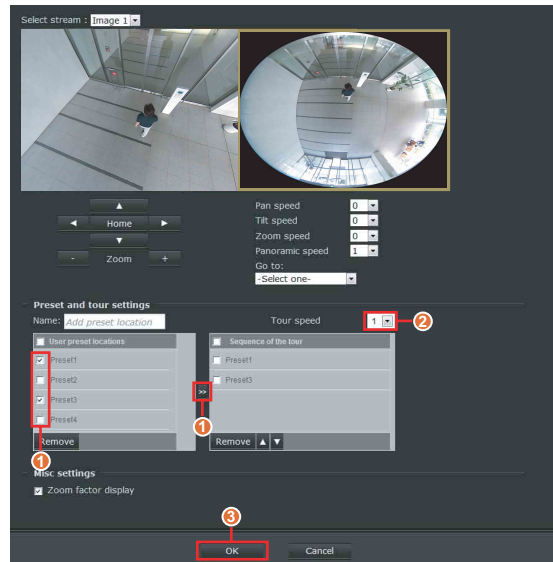 Select stream : Image 1
▲
◄ Home ►
▼
- Zoom +
Pan speed 0
Tilt speed 0
Zoom speed 0
Panoramic speed 1
Go to:
-Select one-
Preset and tour settings
Name: Add preset location
Tour speed 1 2
User preset locations
Preset1
Preset2
Preset3
Preset4
Remove
1
>>
1
Sequence of the tour
Preset1
Preset3
Remove ▲ ▼
Misc settings
Zoom factor display
3
OK Cancel